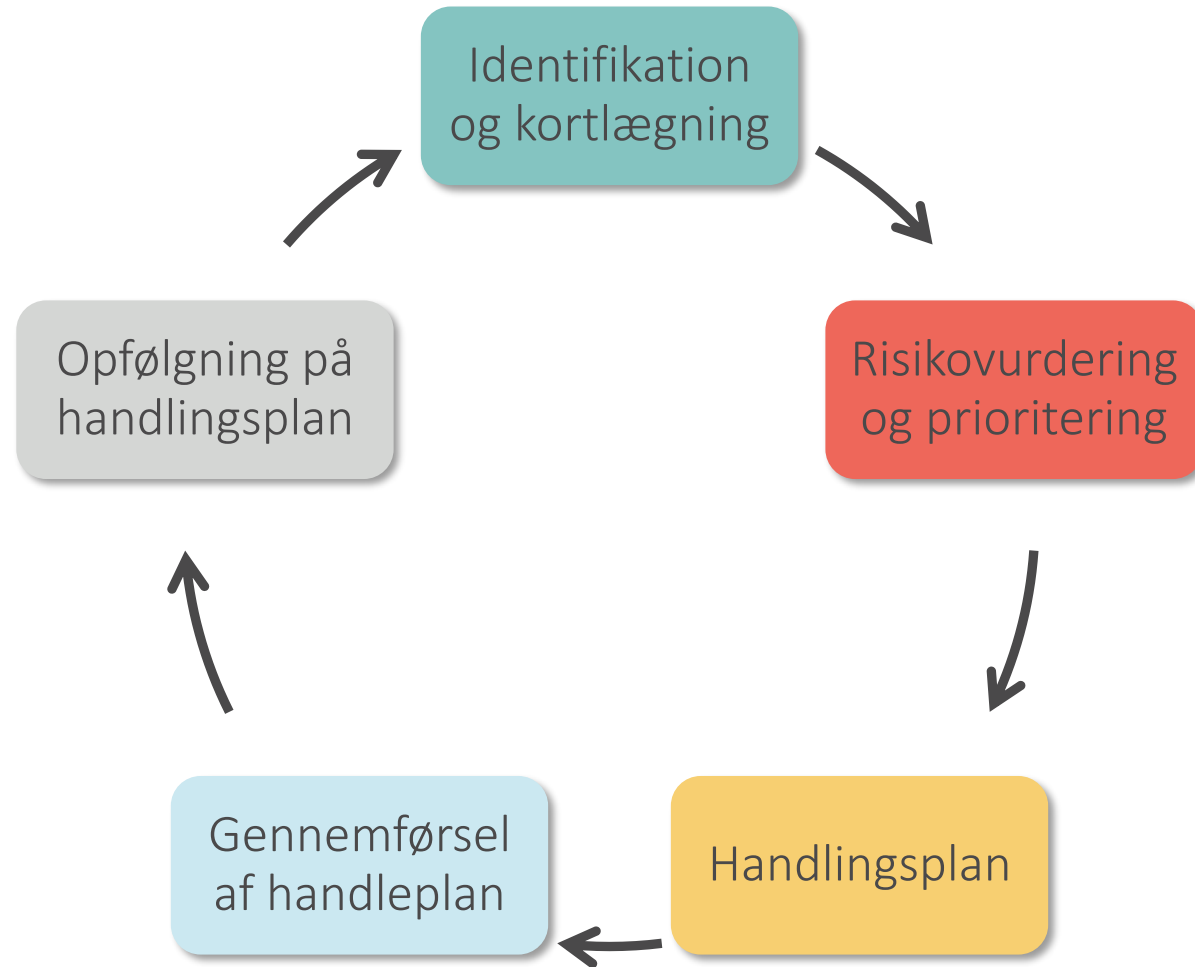 Identifikation
og kortlægning
Risikovurdering
og prioritering
Handlingsplan
Gennemførsel
af handleplan
Opfølgning på
handlingsplan